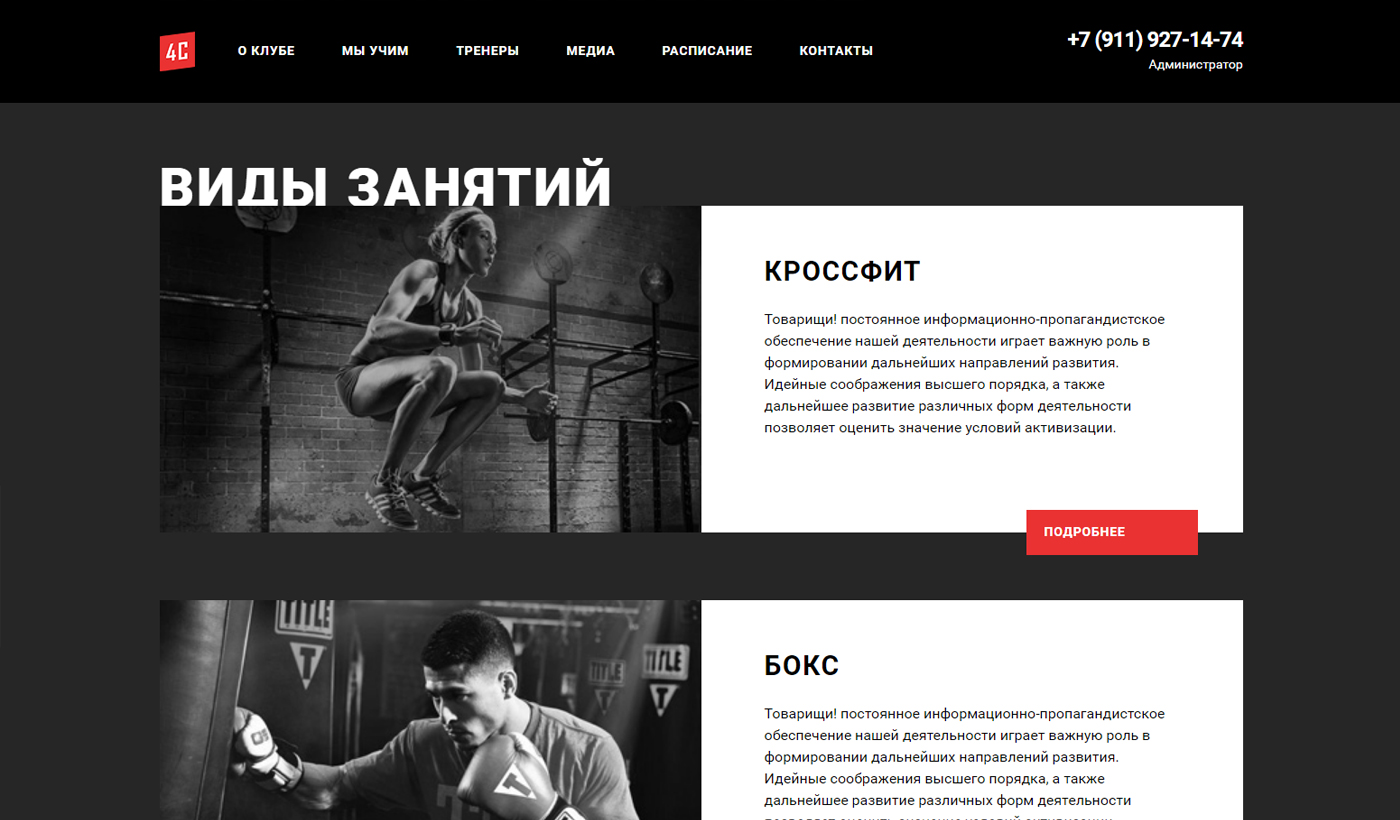 4C
О КЛУБЕ
МЫ УЧИМ
ТРЕНЕРЫ
МЕДИА
РАСПИСАНИЕ
КОНТАКТЫ
+7 (911) 927-14-74
Администратор
ВИДЫ ЗАНЯТИЙ
КРОССФИТ
Товарищи! постоянное информационно-пропагандистское
обеспечение нашей деятельности играет важную роль в
формировании дальнейших направлений развития.
Идейные соображения высшего порядка, а также
дальнейшее развитие различных форм деятельности
позволяет оценить значение условий активизации.
ПОДРОБНЕЕ
TITLE
T
TITLE
TITLE
T
T
БОКС
Товарищи! постоянное информационно-пропагандистское
обеспечение нашей деятельности играет важную роль в
формировании дальнейших направлений развития.
Идейные соображения высшего порядка, а также
дальнейшее развитие различных форм деятельности